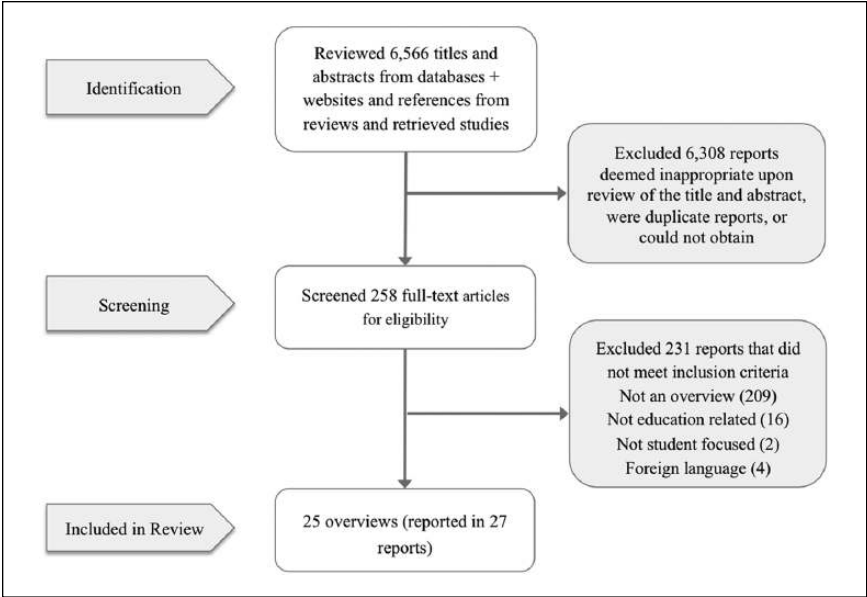 Identification
Reviewed 6,566 titles and
abstracts from databases +
websites and references from
reviews and retrieved studies
Excluded 6,308 reports
deemed inappropriate upon
review of the title and abstract,
were duplicate reports, or
could not obtain
Screening
Screened 258 full-text articles
for eligibility
Excluded 231 reports that did
not meet inclusion criteria
Not an overview (209)
Not education related (16)
Not student focused (2)
Foreign language (4)
Included in Review
25 overviews (reported in 27
reports)